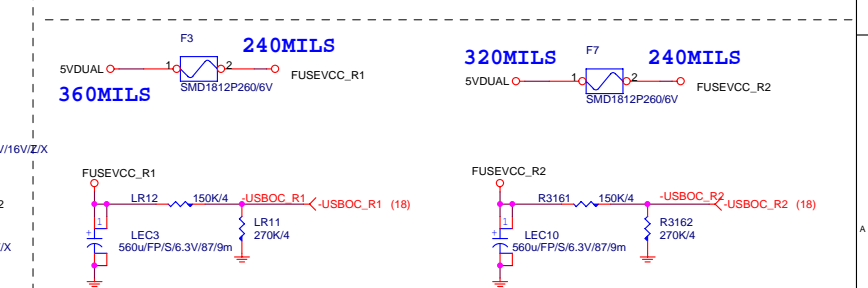 F3
240MILS
5VDUAL
1
2
FUSEVCC_R1
360MILS
SMD1812P260/6V
320MILS
F7
240MILS
5VDUAL
1
2
FUSEVCC_R2
SMD1812P260/6V
/16V/Z/X
FUSEVCC_R1
LR12
150K/4
-USBOC_R1
-USBOC_R1 (18)
1
+
LEC3
560u/FP/S/6.3V/87/9m
LR11
270K/4
FUSEVCC_R2
R3161
150K/4
-USBOC_R2
-USBOC_R2 (18)
1
+
LEC10
560u/FP/S/6.3V/87/9m
R3162
270K/4
2
/X
A